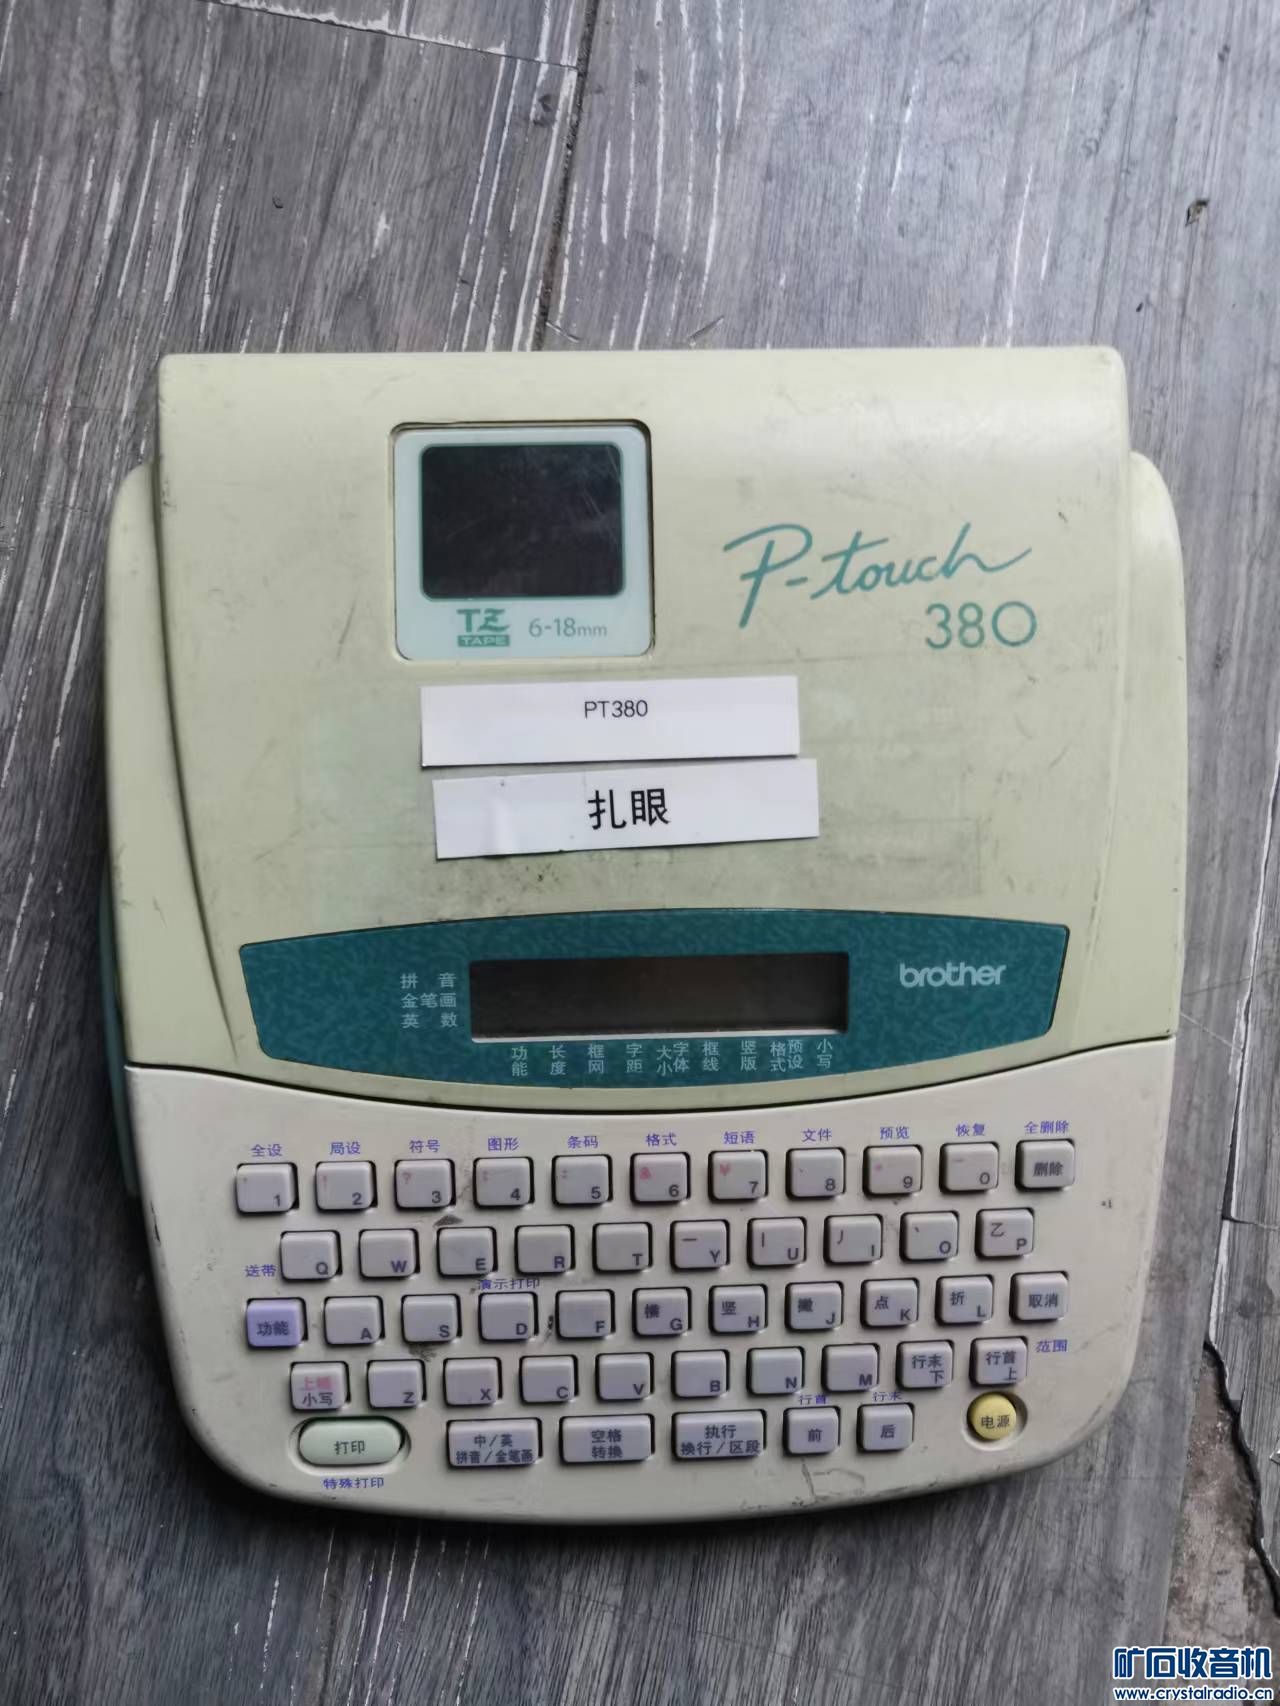 TZ TAPE 6-18mm
P-touch
380
PT380
扎眼
拼音
金笔画
英数
brother
功能 长度 框网 字距 大小 字体 框线 竖版 格式 预设 小写
全设 局设 符号 图形 条码 格式 短语 文件 预览 恢复 全删除
1 2 ? 3 : 4 ; 5 & 6 ¥ 7 8 9 0 删除
Q W E R T 一 Y 丨 U 丿 I 丶 O 乙 P
送带 演示打印
功能 A S D F 横 G 竖 H 撇 J 点 K 折 L 取消
小写 Z X C V B N M 行末 下 行首 上 范围
行首 行末
打印 中/英 拼音/金笔画 空格 转换 执行 换行/区段 前 后 电源
特殊打印
矿石收音机
www.crystalradio.cn